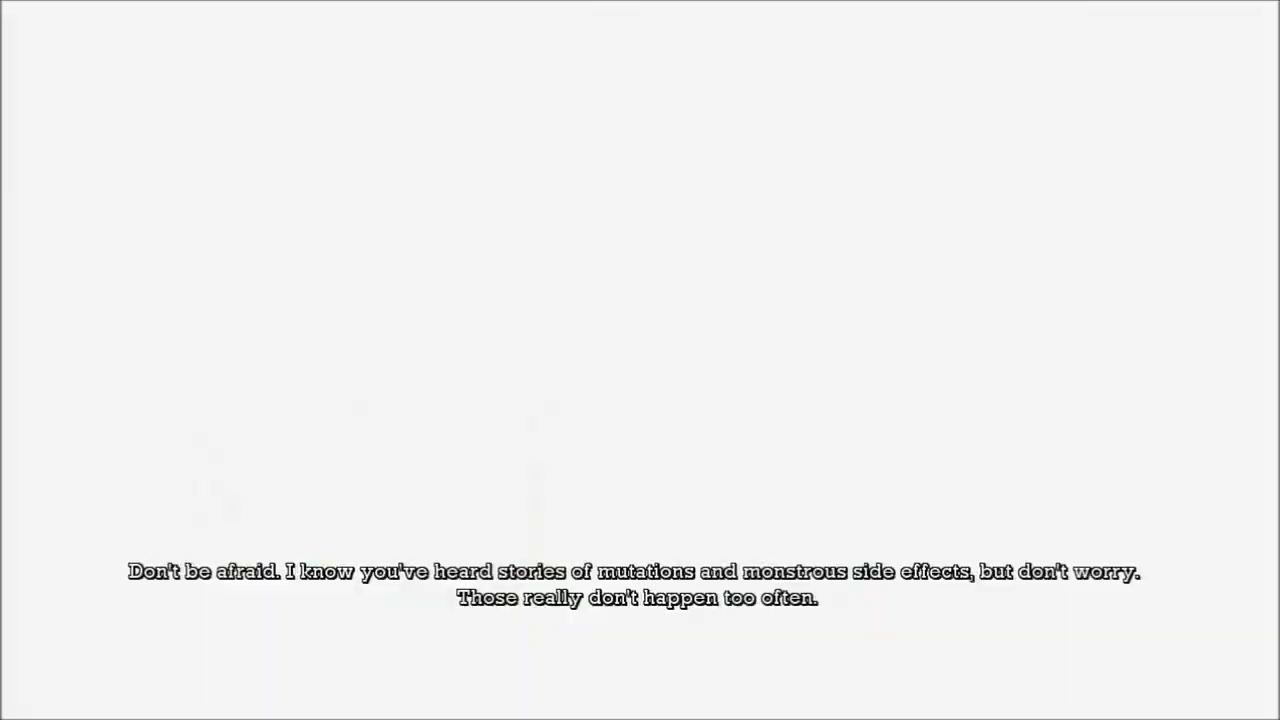 Don't be afraid. I know you've heard stories of mutations and monstrous side effects, but don't worry.
Those really don't happen too often.